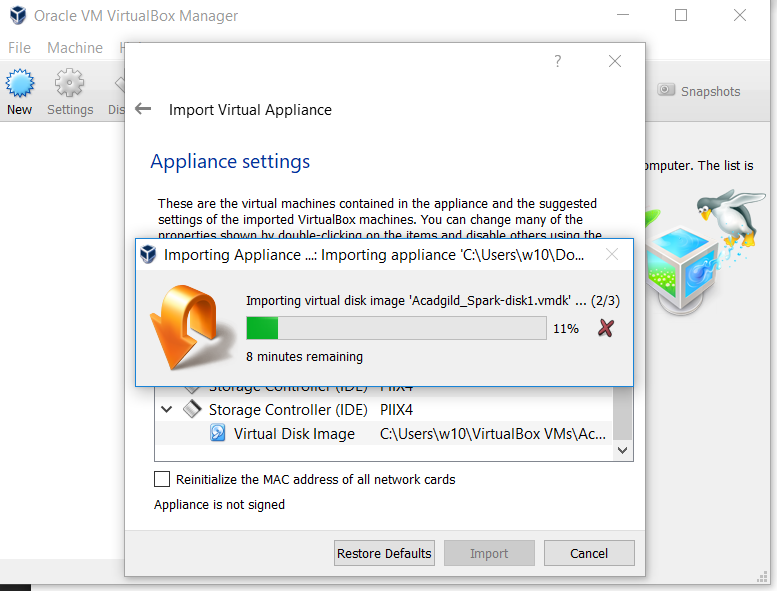 Oracle VM VirtualBox Manager
File Machine
New Settings Dis
Snapshots
?
Import Virtual Appliance
Appliance settings
omputer. The list is
These are the virtual machines contained in the appliance and the suggested
settings of the imported VirtualBox machines. You can change many of the
properties shown by double-clicking on the items and disable others using the
Importing Appliance ...: Importing appliance 'C:\Users\w10\Do...
Importing virtual disk image 'Acadgild_Spark-disk1.vmdk' ... (2/3)
11%
8 minutes remaining
Storage Controller (IDE) PIIX4
Storage Controller (IDE) PIIX4
Virtual Disk Image C:\Users\w10\VirtualBox VMs\Ac...
Reinitialize the MAC address of all network cards
Appliance is not signed
Restore Defaults Import Cancel